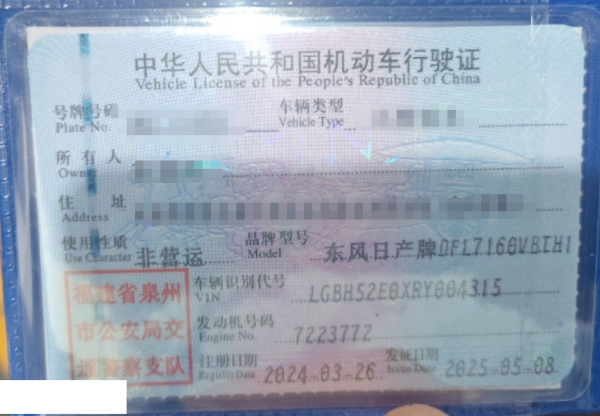 中华人民共和国机动车行驶证
Vehicle License of the People's Republic of China
号牌号码 车辆类型
Plate No. Vehicle Type
所有人
Owner
住址
Address
使用性质 非营运 品牌型号 东风日产牌DFL7160VBIH1
Use Character Model
福建省泉州 车辆识别代号 LGBH52E0XRY004315
VIN
市公安局交 发动机号码 7223772
Engine No.
通警察支队 注册日期 2024-03-26 发证日期 2025-05-08
Register Date Issue Date